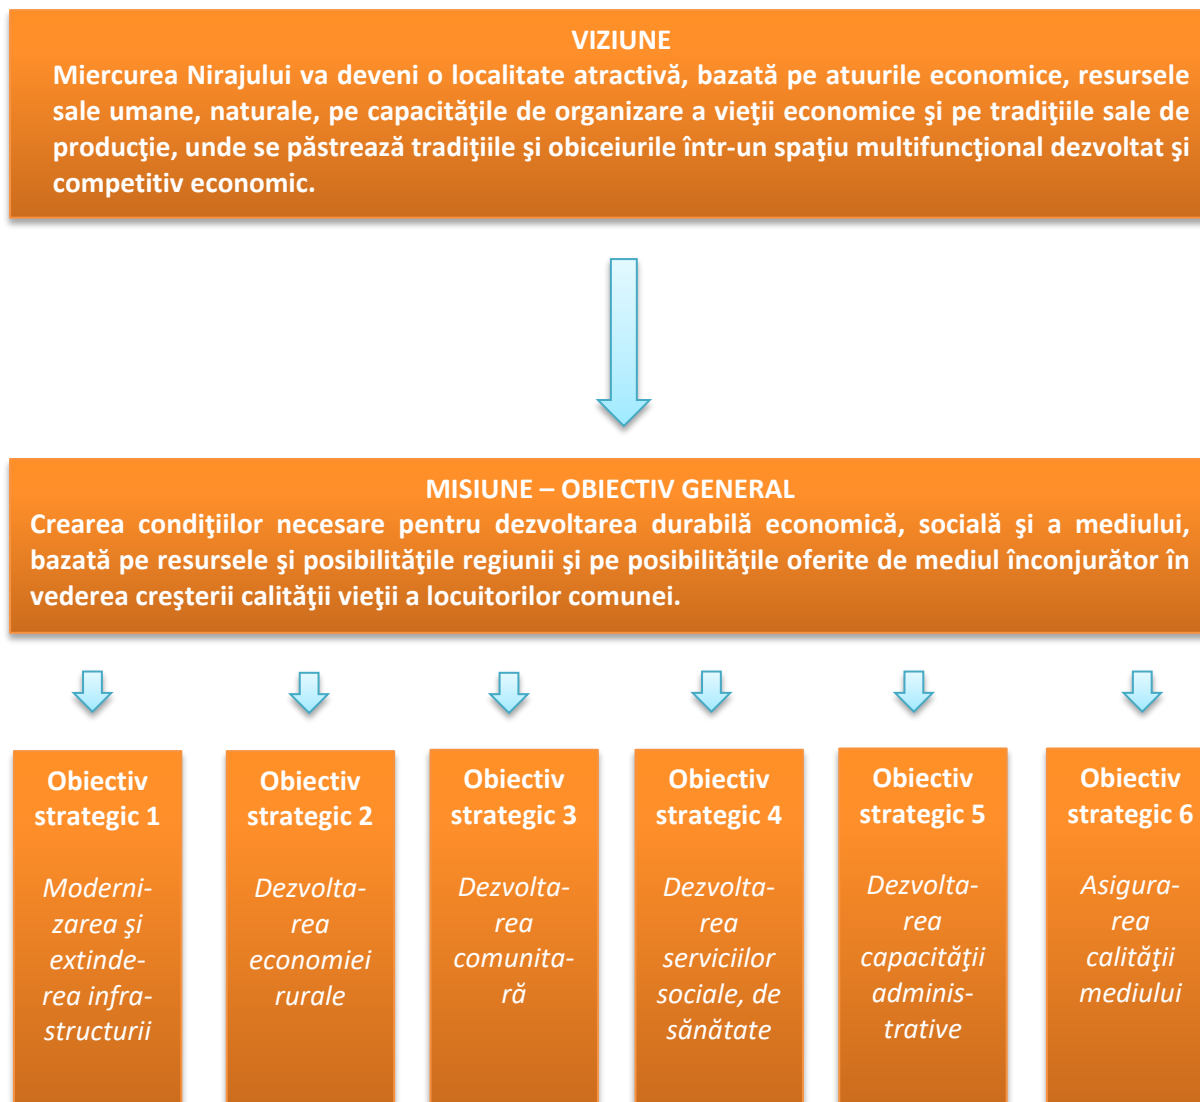 VIZIUNE
Miercurea Nirajului va deveni o localitate atractivă, bazată pe atuurile economice, resursele
sale umane, naturale, pe capacităţile de organizare a vieţii economice şi pe tradiţiile sale de
producţie, unde se păstrează tradiţiile şi obiceiurile într-un spaţiu multifuncţional dezvoltat şi
competitiv economic.
MISIUNE – OBIECTIV GENERAL
Crearea condiţiilor necesare pentru dezvoltarea durabilă economică, socială şi a mediului,
bazată pe resursele şi posibilităţile regiunii şi pe posibilităţile oferite de mediul înconjurător în
vederea creşterii calităţii vieţii a locuitorilor comunei.
Obiectiv
strategic 1
Moderni-
zarea şi
extinde-
rea infra-
structurii
Obiectiv
strategic 2
Dezvolta-
rea
economiei
rurale
Obiectiv
strategic 3
Dezvolta-
rea
comunita-
ră
Obiectiv
strategic 4
Dezvolta-
rea
serviciilor
sociale, de
sănătate
Obiectiv
strategic 5
Dezvolta-
rea
capacităţii
adminis-
trative
Obiectiv
strategic 6
Asigura-
rea
calităţii
mediului